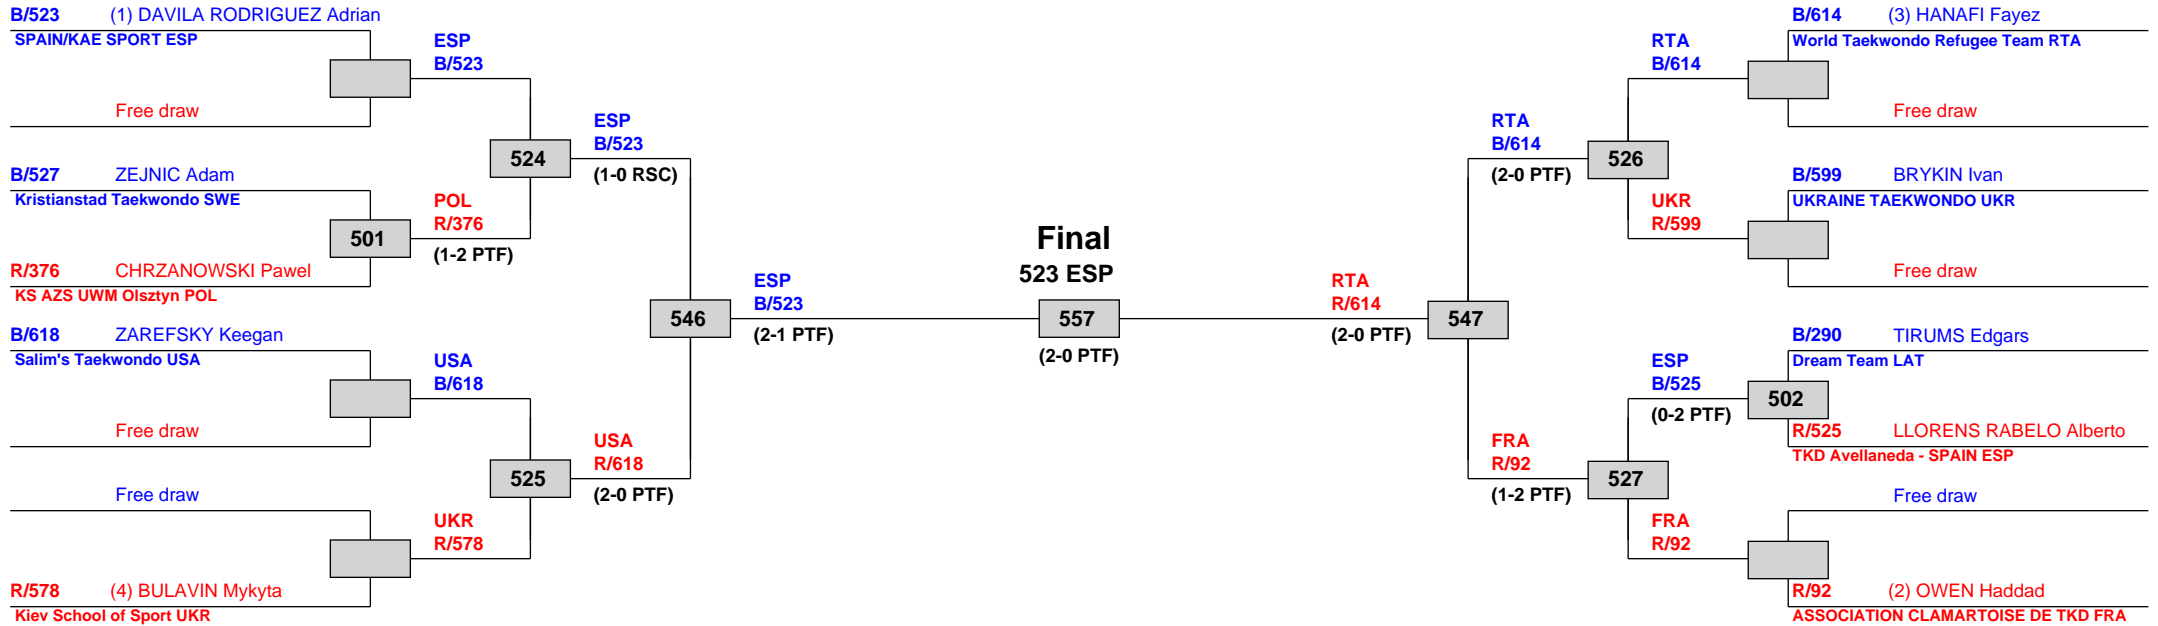 B/523 (1) DAVILA RODRIGUEZ Adrian
SPAIN/KAE SPORT ESP
Free draw
B/527 ZEJNIC Adam
Kristianstad Taekwondo SWE
R/376 CHRZANOWSKI Pawel
KS AZS UWM Olsztyn POL
B/618 ZAREFSKY Keegan
Salim's Taekwondo USA
Free draw
Free draw
R/578 (4) BULAVIN Mykyta
Kiev School of Sport UKR
501
ESP
B/523
POL
R/376
(1-2 PTF)
USA
B/618
UKR
R/578
524
525
ESP
B/523
(1-0 RSC)
USA
R/618
(2-0 PTF)
546
ESP
B/523
(2-1 PTF)
Final
523 ESP
557
(2-0 PTF)
RTA
R/614
(2-0 PTF)
547
RTA
B/614
(2-0 PTF)
FRA
R/92
(1-2 PTF)
526
527
RTA
B/614
UKR
R/599
ESP
B/525
(0-2 PTF)
FRA
R/92
502
B/614 (3) HANAFI Fayez
World Taekwondo Refugee Team RTA
Free draw
B/599 BRYKIN Ivan
UKRAINE TAEKWONDO UKR
Free draw
B/290 TIRUMS Edgars
Dream Team LAT
R/525 LLORENS RABELO Alberto
TKD Avellaneda - SPAIN ESP
Free draw
R/92 (2) OWEN Haddad
ASSOCIATION CLAMARTOISE DE TKD FRA